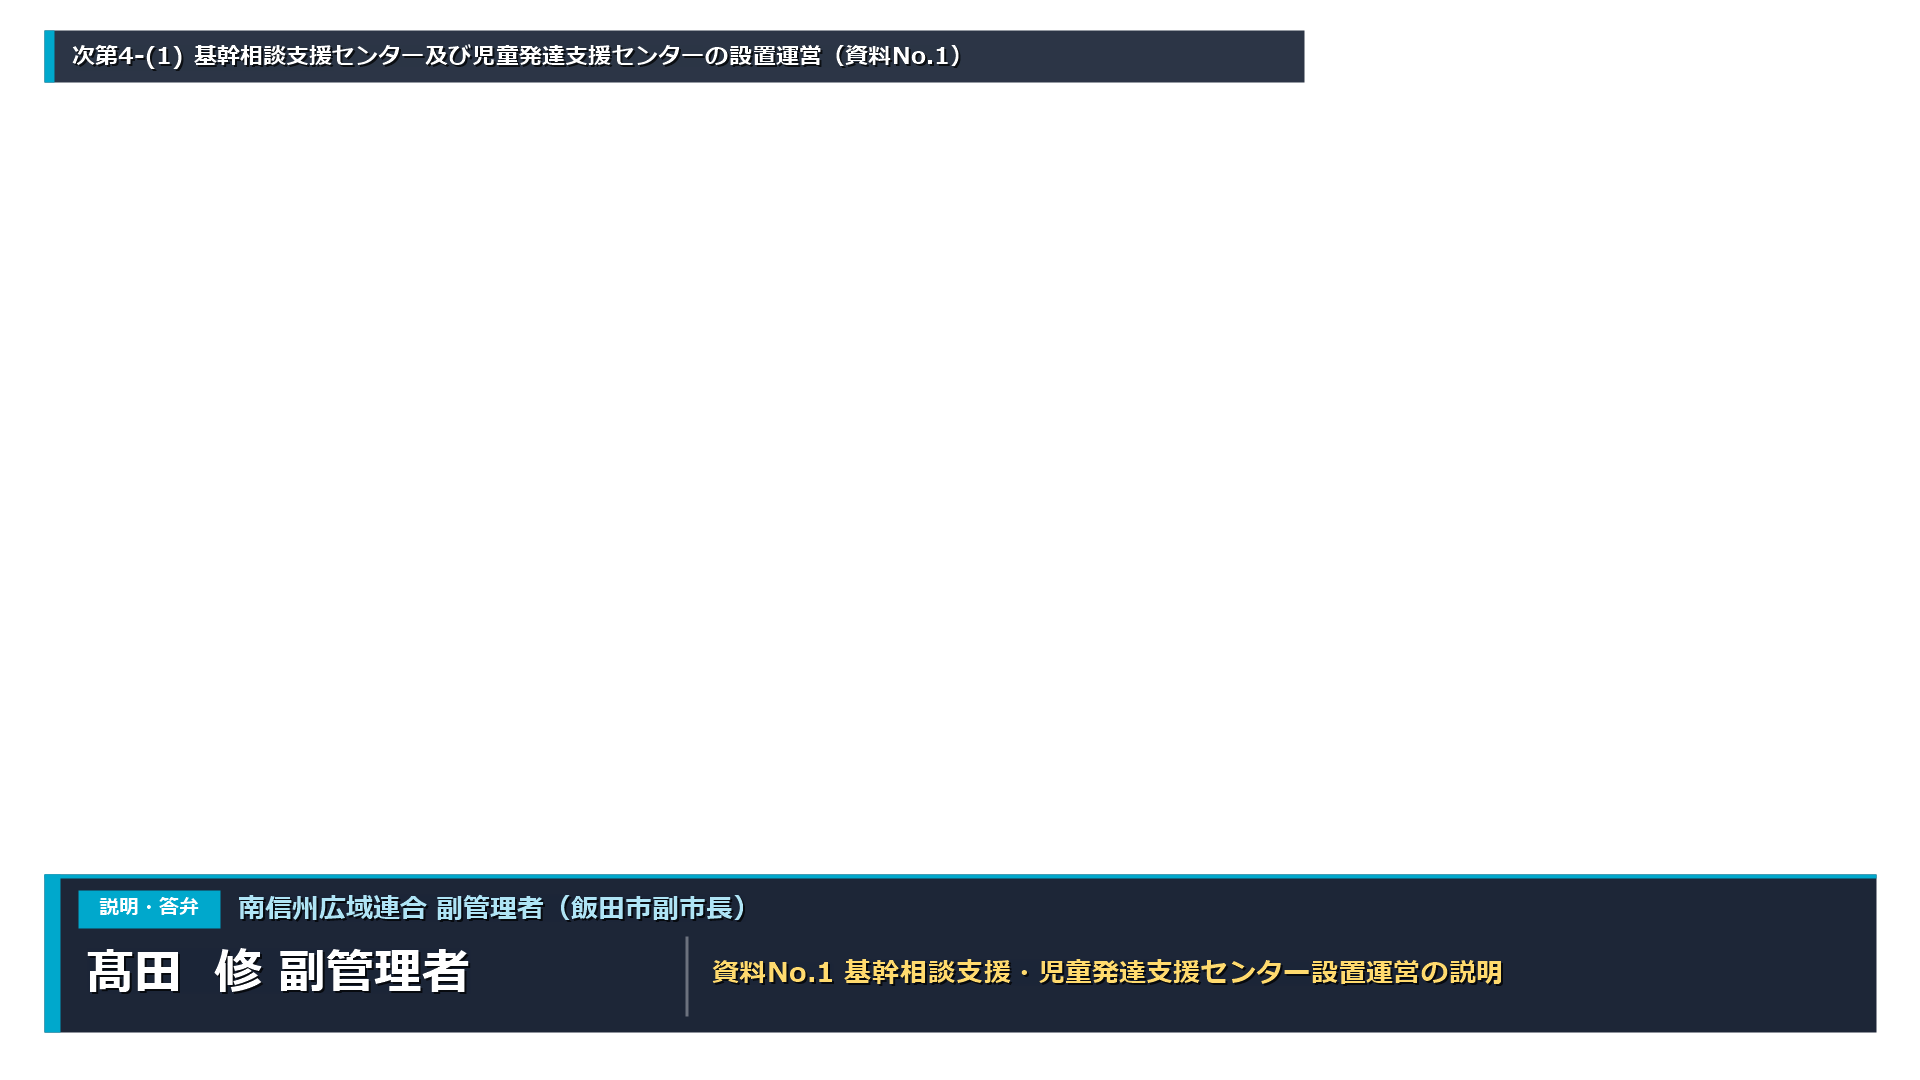 次第4-(1) 基幹相談支援センター及び児童発達支援センターの設置運営（資料No.1）
説明・答弁 南信州広域連合 副管理者（飯田市副市長）
髙田　修 副管理者
資料No.1 基幹相談支援・児童発達支援センター設置運営の説明